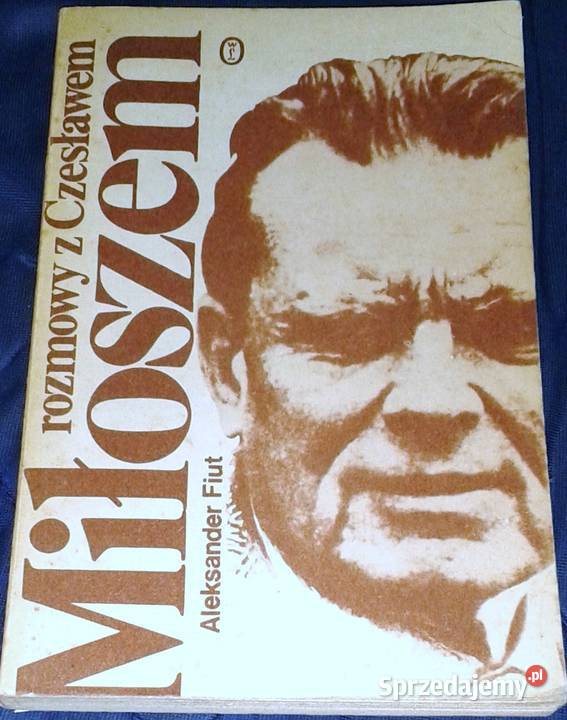 rozmowy z Czesławem
Miłoszem
Aleksander Fiut
Sprzedajemy.pl